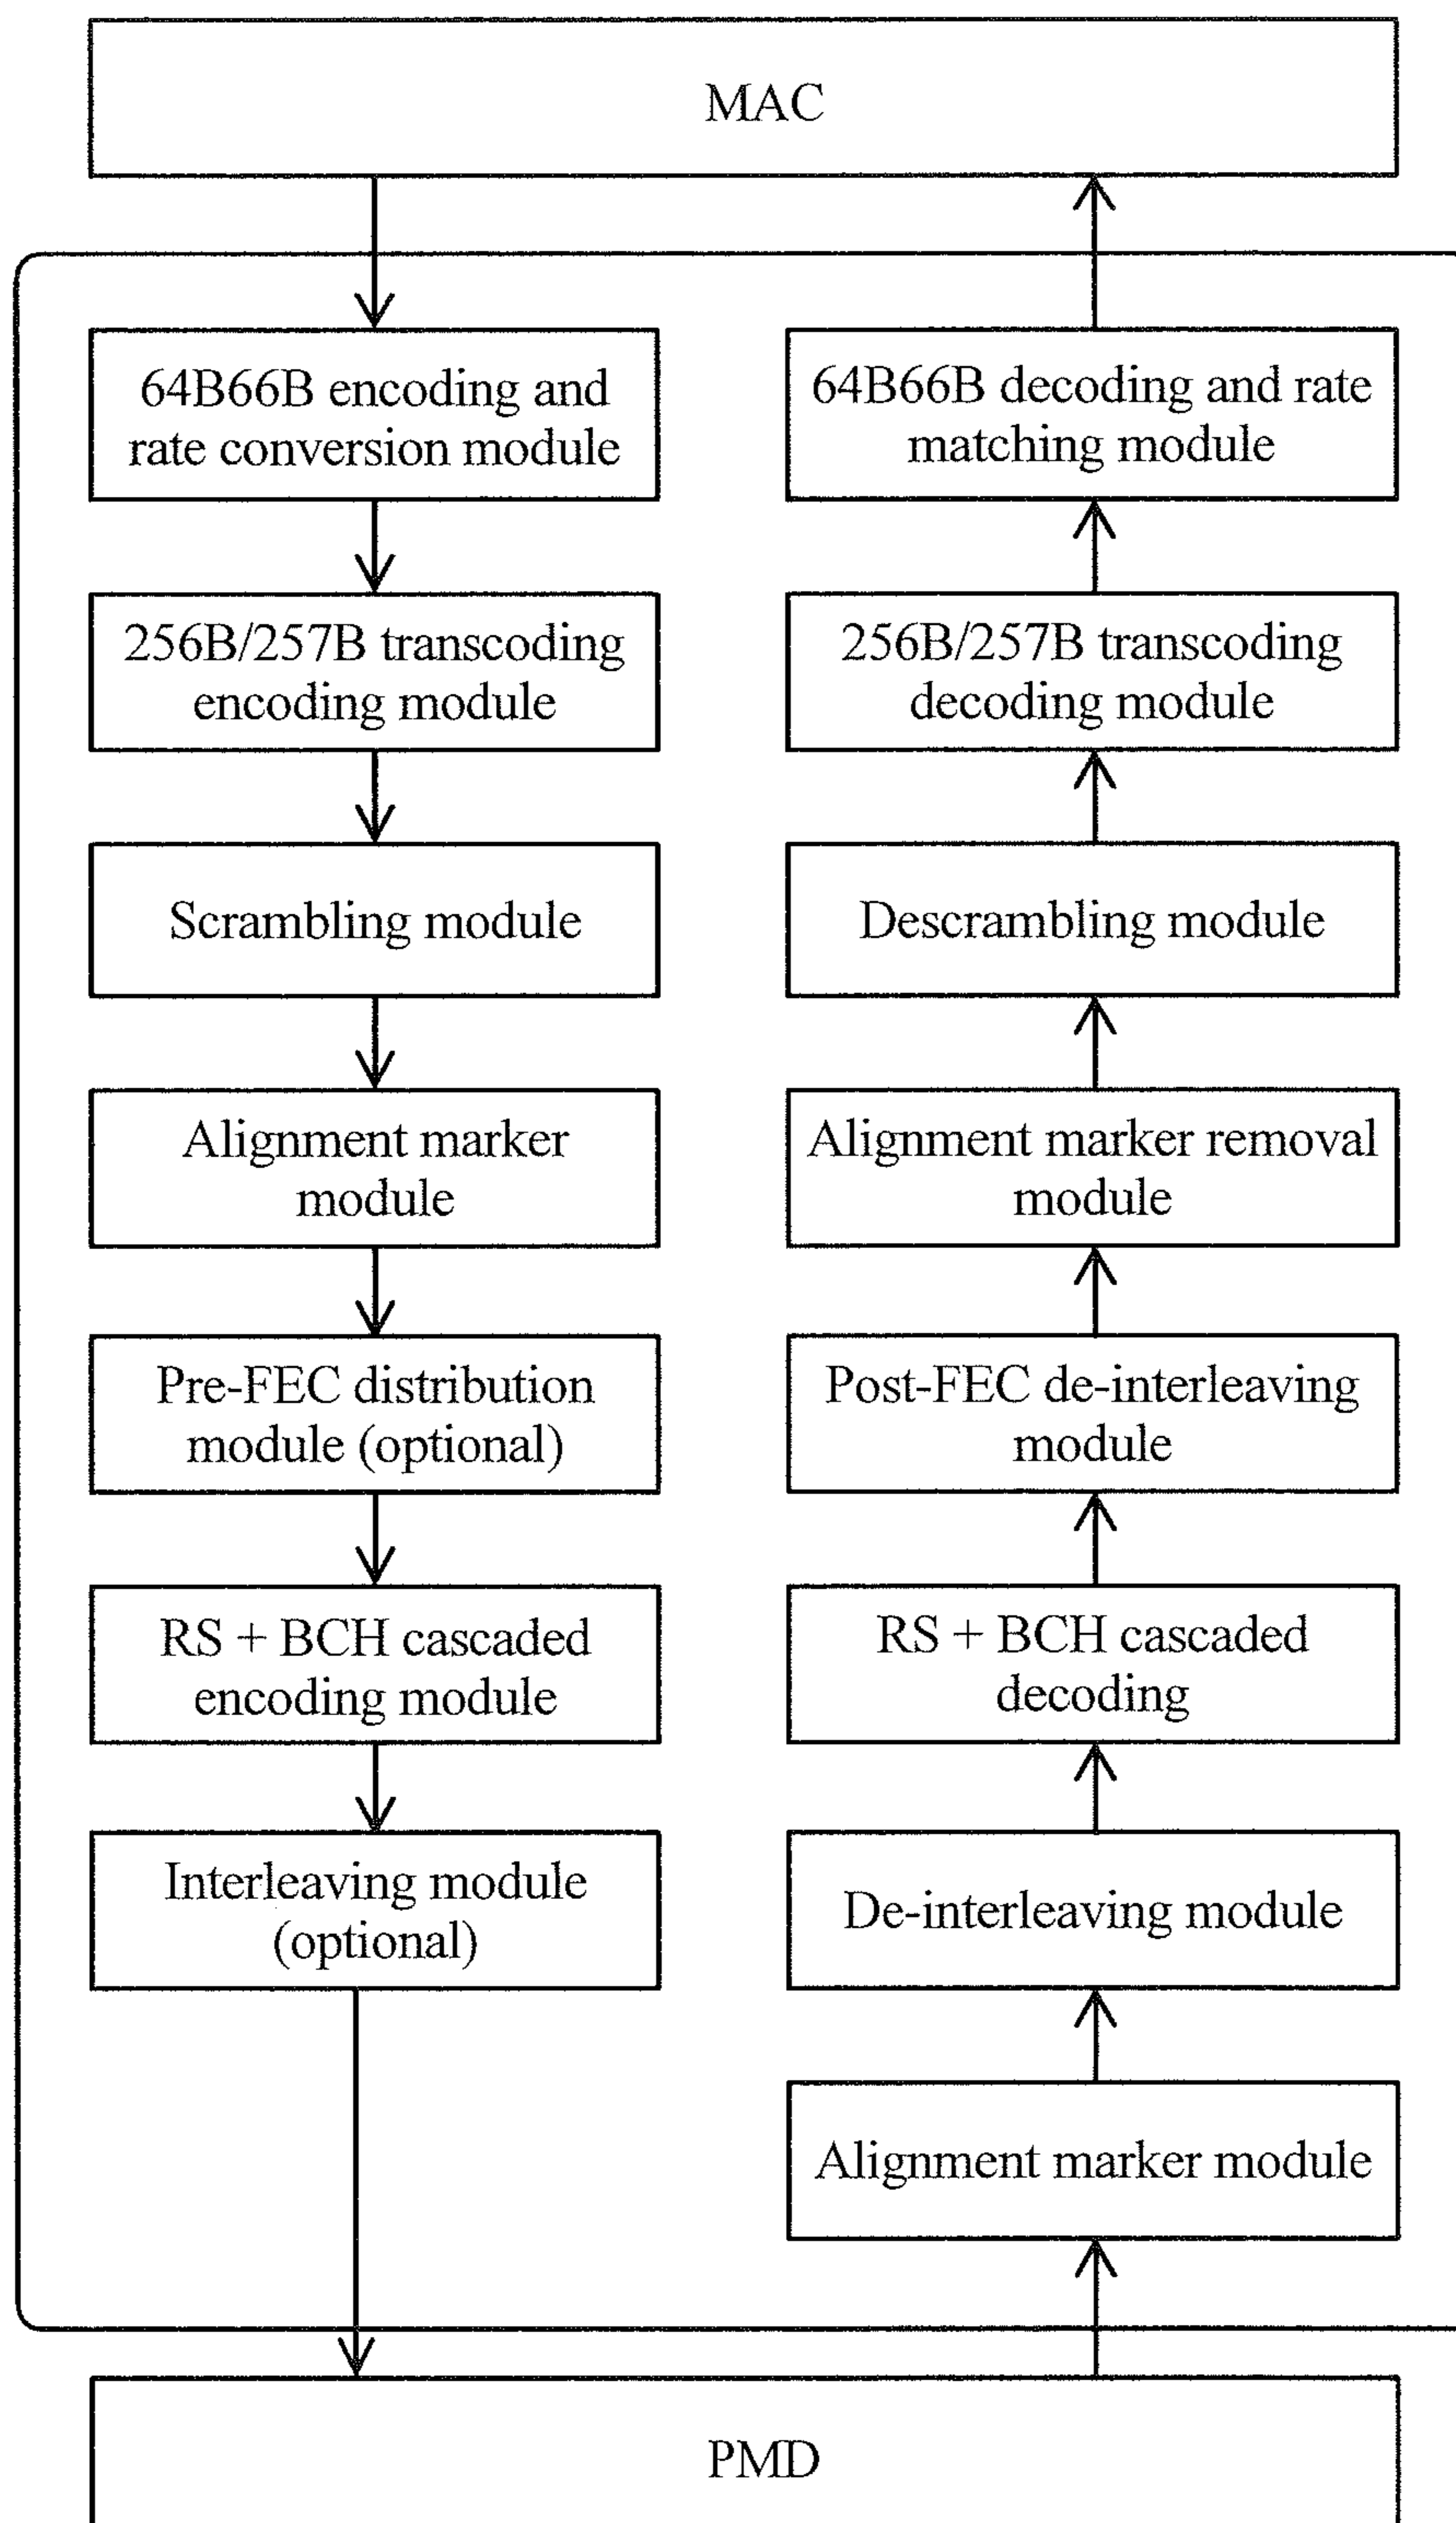 MAC
64B66B encoding and
rate conversion module
64B66B decoding and rate
matching module
256B/257B transcoding
encoding module
256B/257B transcoding
decoding module
Scrambling module
Descrambling module
Alignment marker
module
Alignment marker removal
module
Pre-FEC distribution
module (optional)
Post-FEC de-interleaving
module
RS + BCH cascaded
encoding module
RS + BCH cascaded
decoding
Interleaving module
(optional)
De-interleaving module
Alignment marker module
PMD